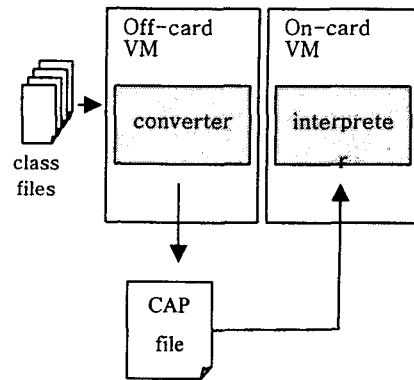 Off-card
VM
On-card
VM
converter
interprete
r
class
files
CAP
file